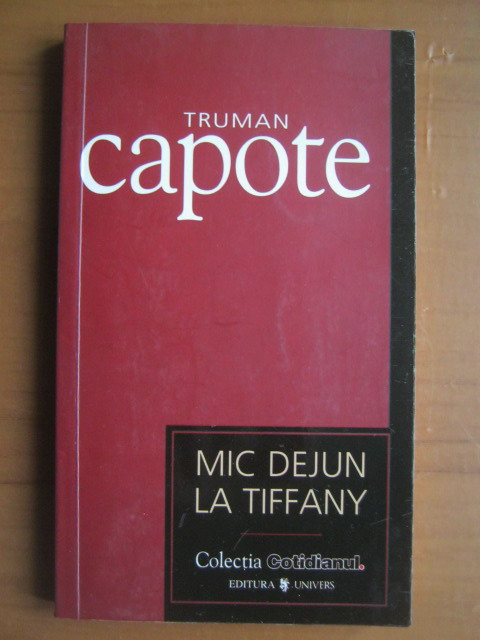 TRUMAN
capote
MIC DEJUN
LA TIFFANY
Colecția Cotidianul.
EDITURA UNIVERS